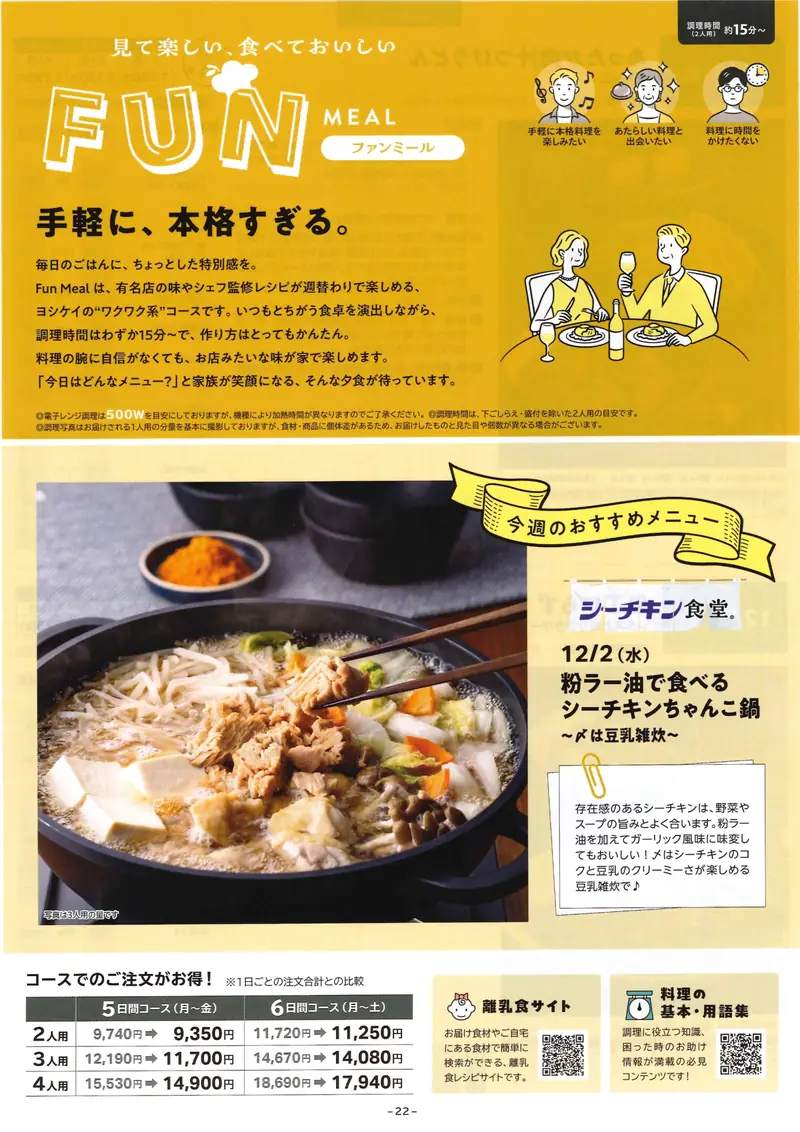 調理時間
(2人用)
約15分～
見て楽しい、食べておいしい
FUN
MEAL
ファンミール
手軽に本格料理を
楽しみたい
あたらしい料理と
出会いたい
料理に時間を
かけたくない
手軽に、本格すぎる。
毎日のごはんに、ちょっとした特別感を。
Fun Meal は、有名店の味やシェフ監修レシピが週替わりで楽しめる、
ヨシケイの“ワクワク系”コースです。いつもとちがう食卓を演出しながら、
調理時間はわずか15分～で、作り方はとってもかんたん。
料理の腕に自信がなくても、お店みたいな味が家で楽しめます。
「今日はどんなメニュー？」と家族が笑顔になる、そんな夕食が待っています。
◎電子レンジ調理は500Wを目安にしておりますが、機種により加熱時間が異なりますのでご了承ください。◎調理時間は、下ごしらえ・盛付を除いた2人用の目安です。
◎調理写真はお届けされる1人用の分量を基本に撮影しておりますが、食材・商品に個体差があるため、お届けしたものと見た目や個数が異なる場合がございます。
今週のおすすめメニュー
シーチキン食堂®
12/2（水）
粉ラー油で食べる
シーチキンちゃんこ鍋
～〆は豆乳雑炊～
存在感のあるシーチキンは、野菜や
スープの旨みとよく合います。粉ラー
油を加えてガーリック風味に味変し
てもおいしい！〆はシーチキンのコ
クと豆乳のクリーミーさが楽しめる
豆乳雑炊で♪
写真は3人用の量です
コースでのご注文がお得！ ※1日ごとの注文合計との比較
5日間コース（月～金） 6日間コース（月～土）
2人用 9,740円➡9,350円 11,720円➡11,250円
3人用 12,190円➡11,700円 14,670円➡14,080円
4人用 15,530円➡14,900円 18,690円➡17,940円
離乳食サイト
お届け食材やご自宅
にある食材で簡単に
検索ができる、離乳
食レシピサイトです。
料理の
基本・用語集
調理に役立つ知識、
困った時のお助け
情報が満載の必見
コンテンツです！
-22-